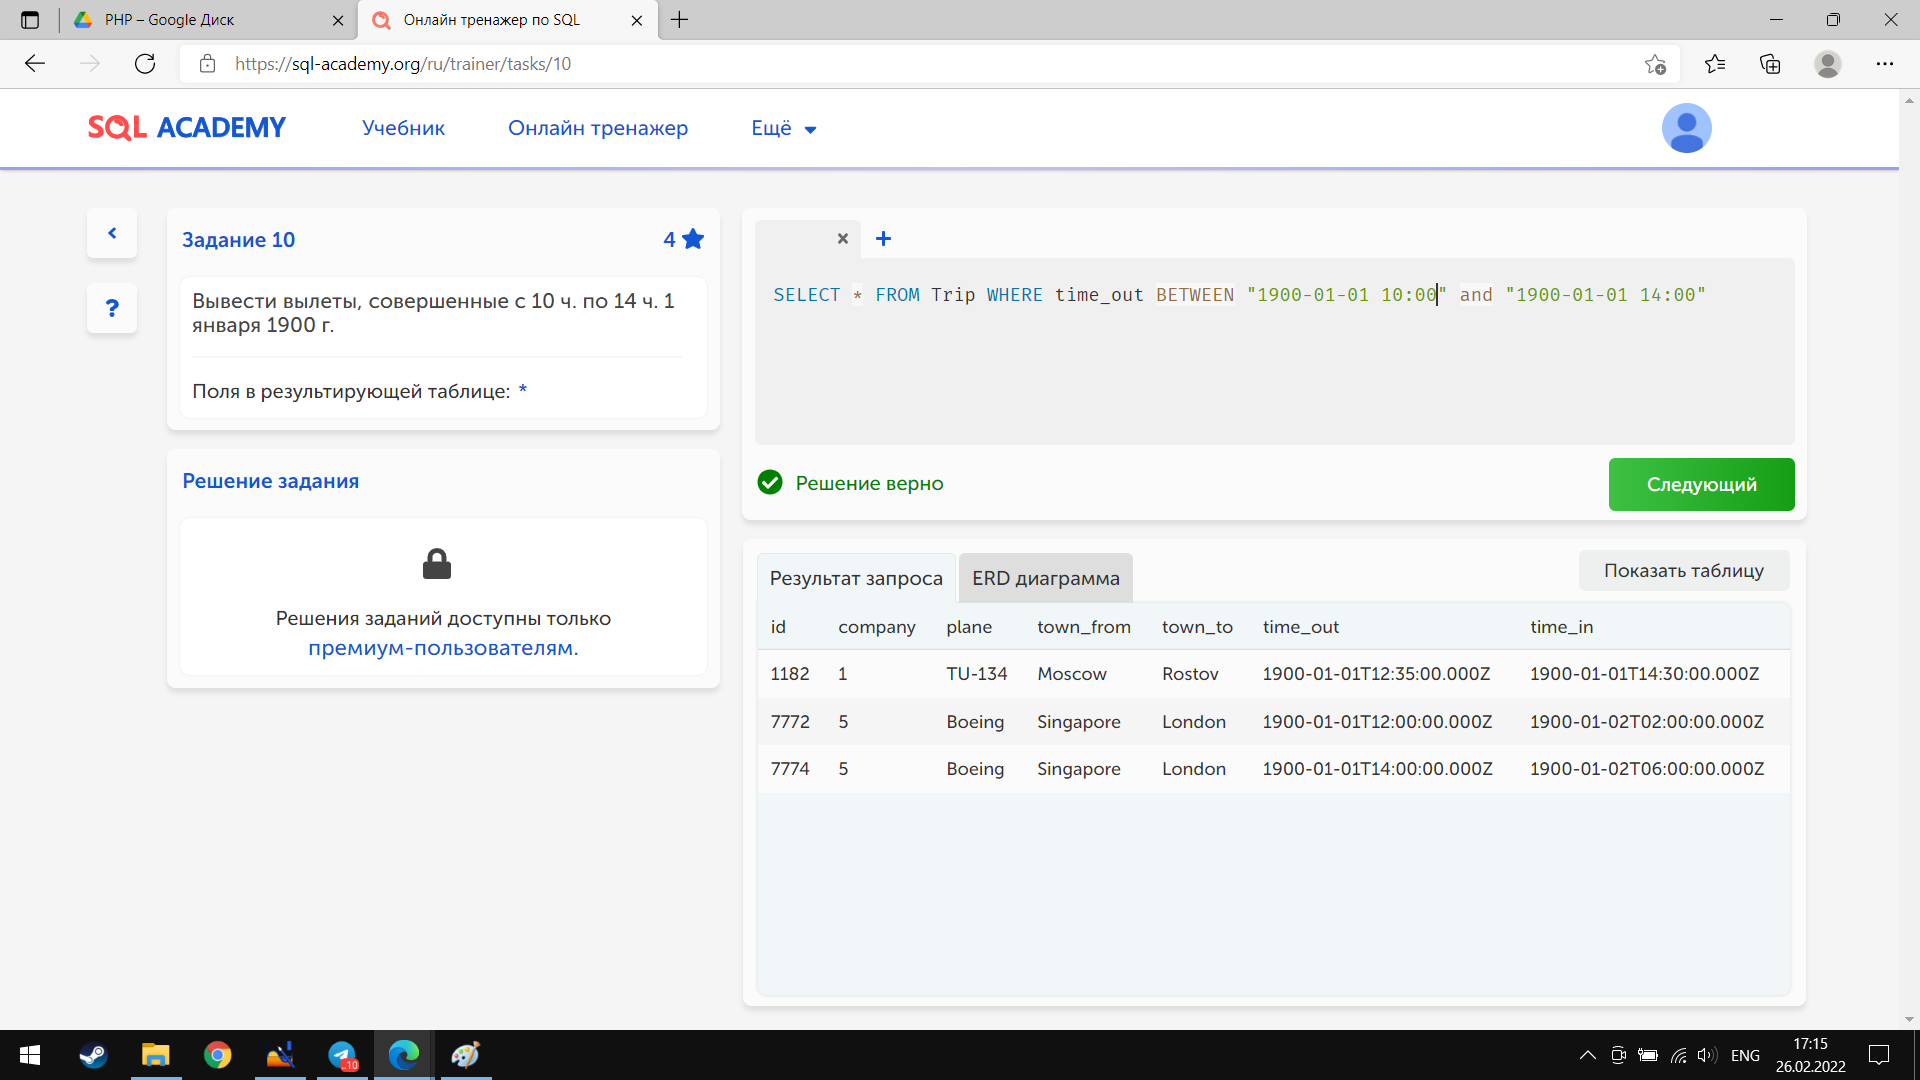 PHP – Google Диск
Онлайн тренажер по SQL
https://sql-academy.org/ru/trainer/tasks/10
SQL ACADEMY
Учебник
Онлайн тренажер
Ещё
Задание 10
4
Вывести вылеты, совершенные с 10 ч. по 14 ч. 1
января 1900 г.
Поля в результирующей таблице: *
?
Решение задания
Решения заданий доступны только
премиум-пользователям.
SELECT * FROM Trip WHERE time_out BETWEEN "1900-01-01 10:00" and "1900-01-01 14:00"
Решение верно
Следующий
Результат запроса
ERD диаграмма
Показать таблицу
id company plane town_from town_to time_out time_in
1182 1 TU-134 Moscow Rostov 1900-01-01T12:35:00.000Z 1900-01-01T14:30:00.000Z
7772 5 Boeing Singapore London 1900-01-01T12:00:00.000Z 1900-01-02T02:00:00.000Z
7774 5 Boeing Singapore London 1900-01-01T14:00:00.000Z 1900-01-02T06:00:00.000Z
..10
ENG
17:15
26.02.2022